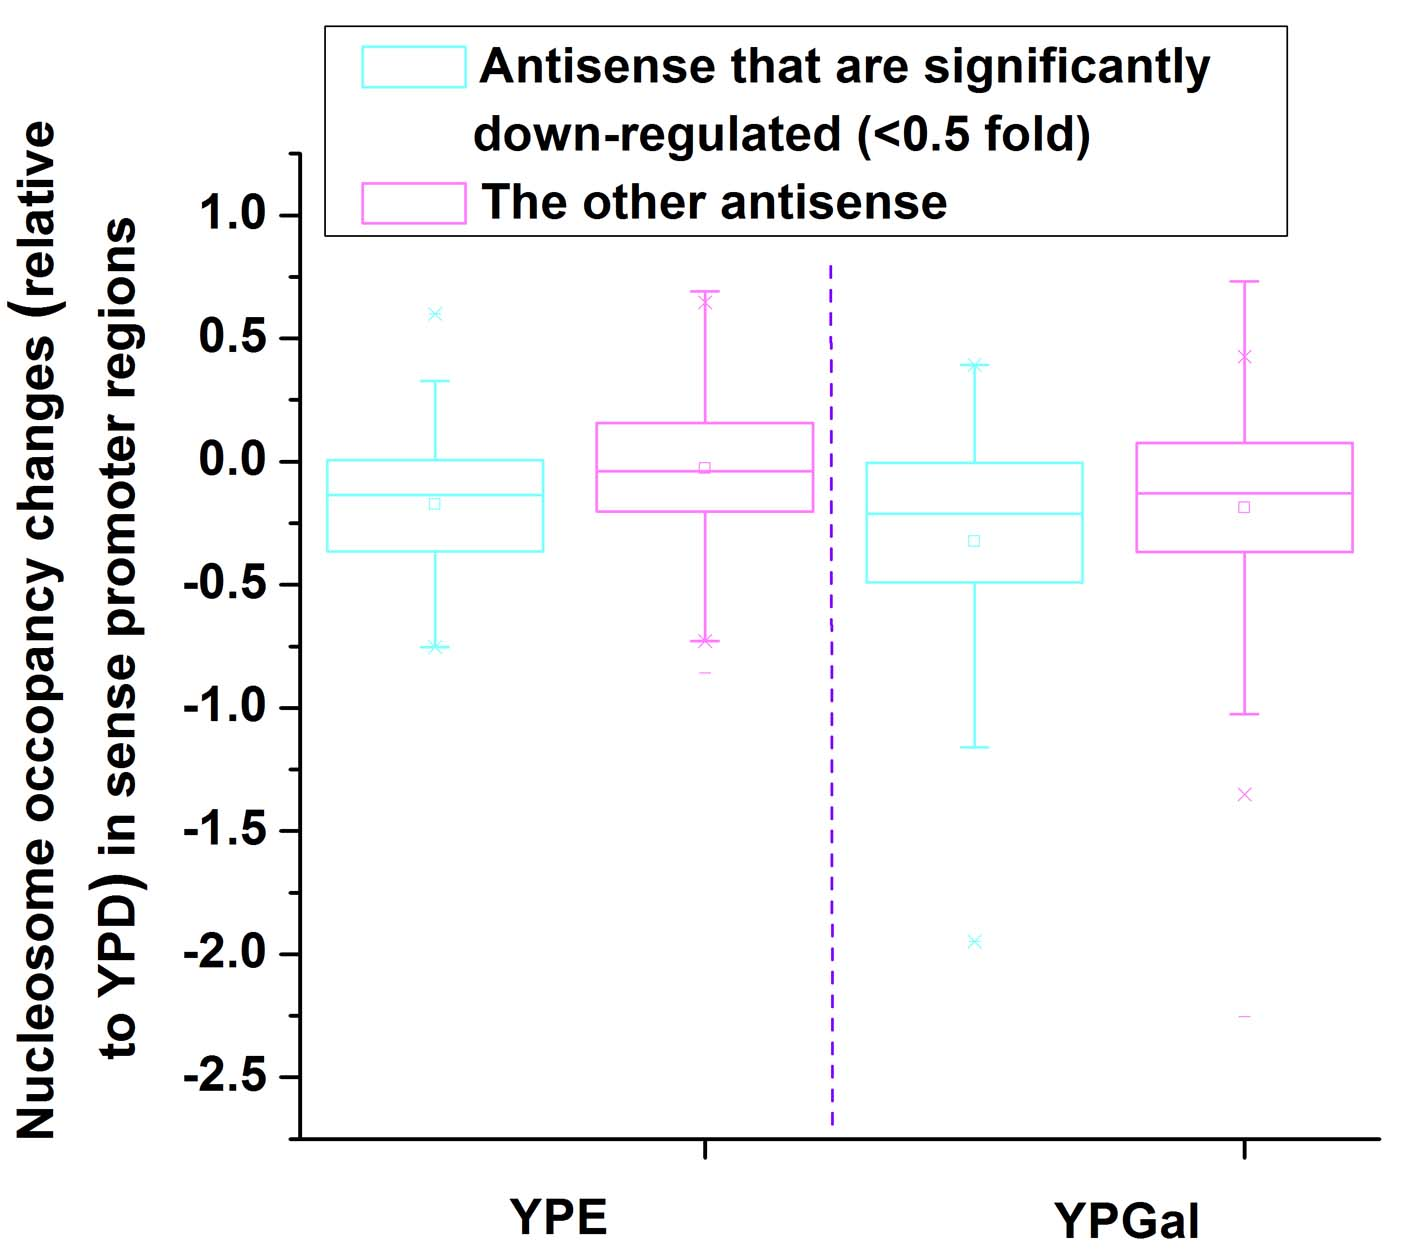 Antisense that are significantly
down-regulated (<0.5 fold)
The other antisense
Nucleosome occopancy changes (relative
to YPD) in sense promoter regions
1.0
0.5
0.0
-0.5
-1.0
-1.5
-2.0
-2.5
YPE
YPGal